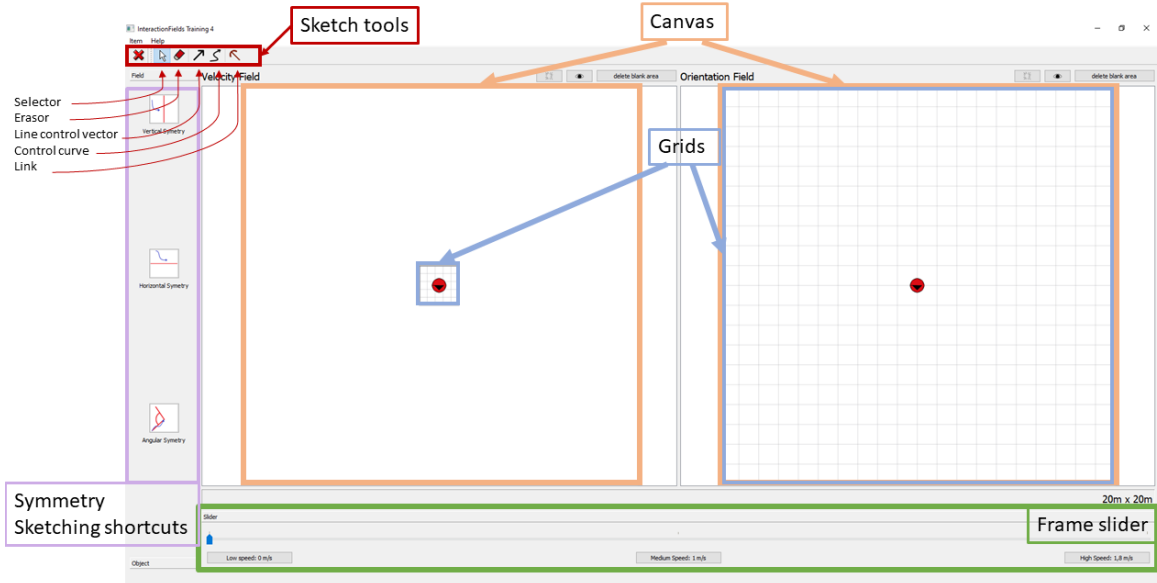 Sketch tools
Canvas
InteractionFields Training 4
Item Help
Field
Velocity Field
delete blank area
Orientation Field
delete blank area
Selector
Erasor
Line control vector
Control curve
Link
Vertical Symetry
Grids
Horizontal Symetry
Angular Symetry
Symmetry
Sketching shortcuts
20m x 20m
Slider
Frame slider
Low speed: 0 m/s
Medium Speed: 1 m/s
High Speed: 1,8 m/s
Object